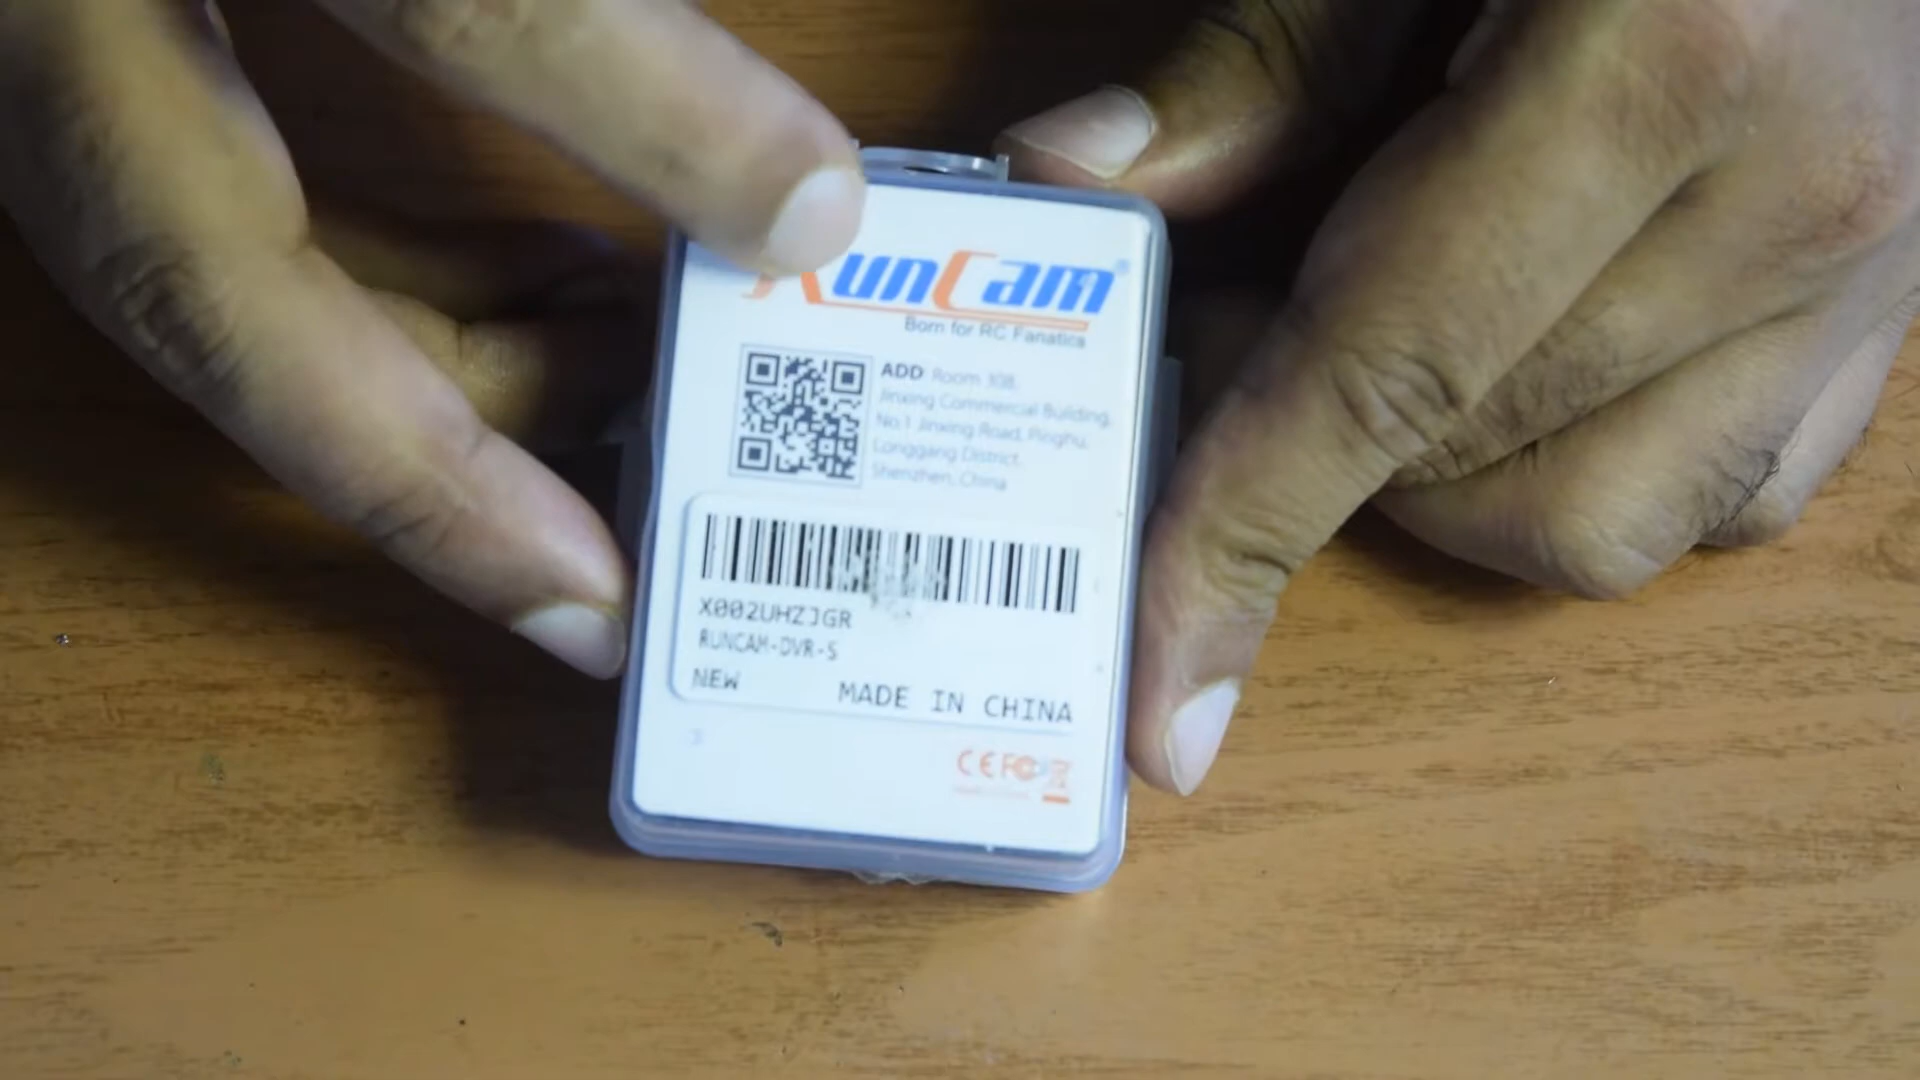 RunCam®
Born for RC Fanatics
ADD Room 308,
Jinxing Commercial Building,
No.1 Jinxing Road, Pinghu,
Longgang District,
Shenzhen, China
X002UHZJGR
RUNCAM-DVR-S
NEW
MADE IN CHINA
CE FC